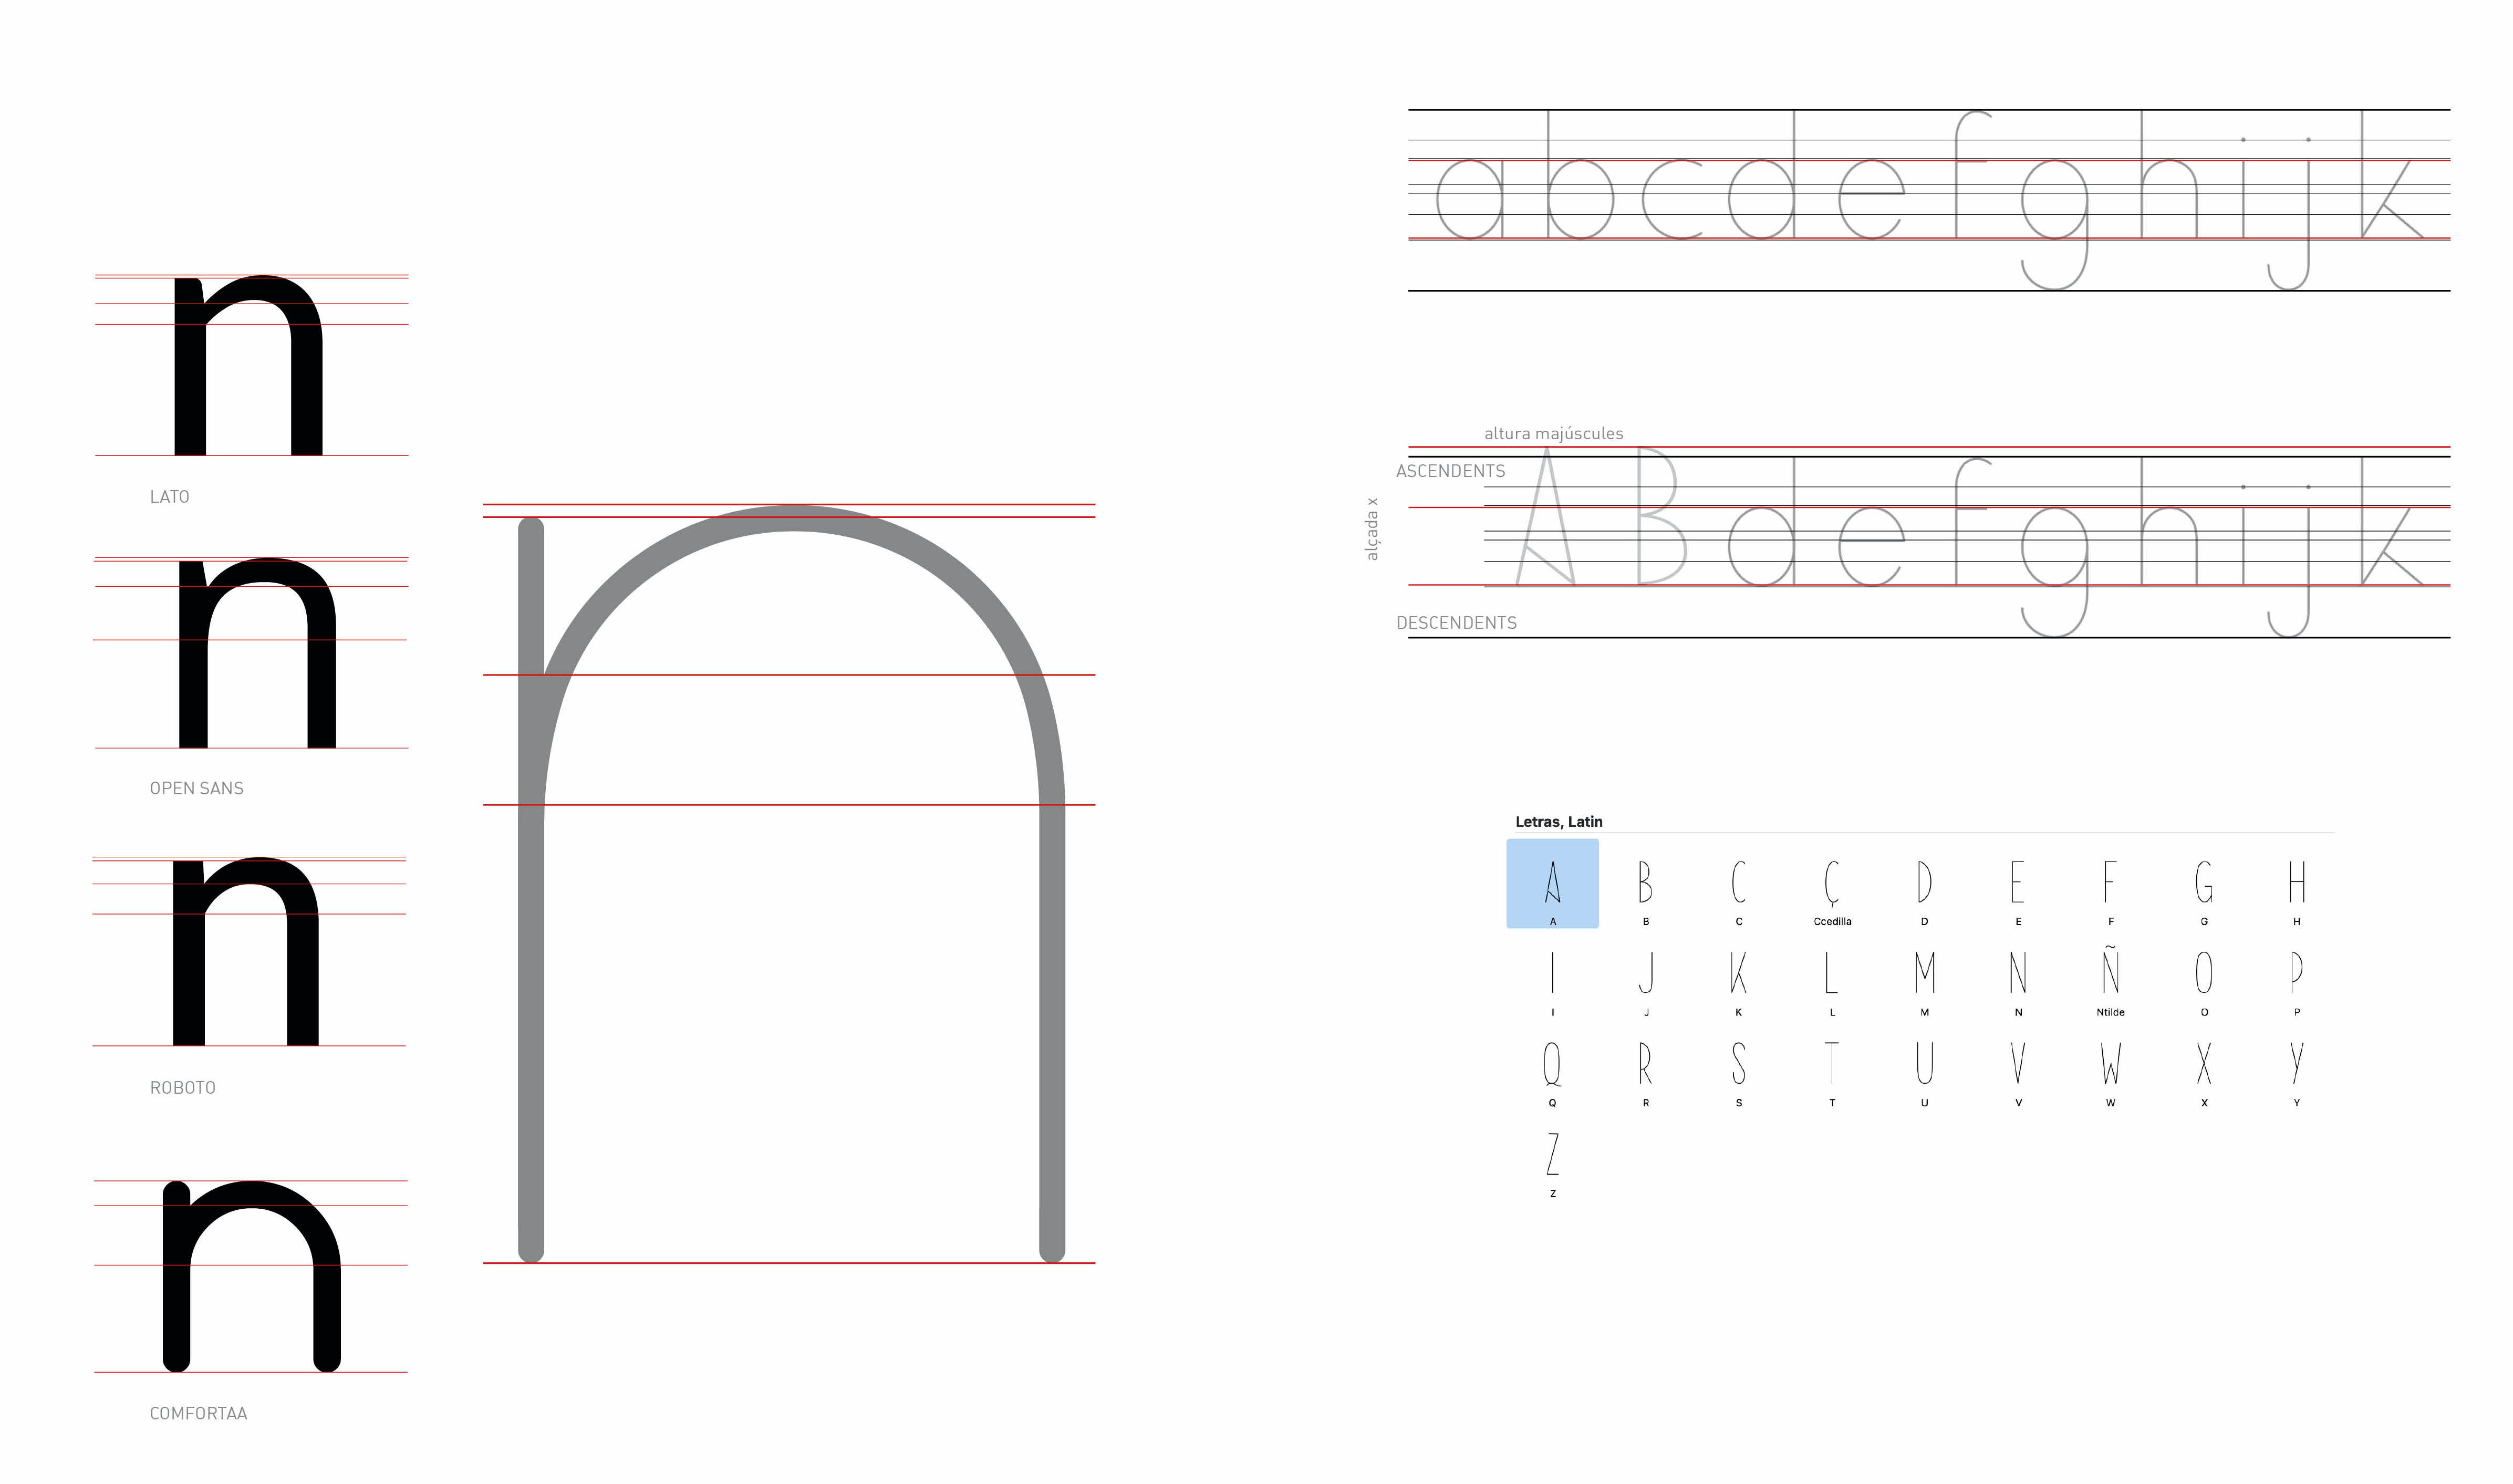 n
LATO
n
OPEN SANS
n
ROBOTO
n
COMFORTAA
n
abcdefghijk
altura majúscules
ASCENDENTS
alçada x
ABdefghijk
DESCENDENTS
Letras, Latin
A B C Ç D E F G H
A B C Ccedilla D E F G H
I J K L M N Ñ O P
I J K L M N Ntilde O P
Q R S T U V W X Y
Q R S T U V W X Y
Z
Z